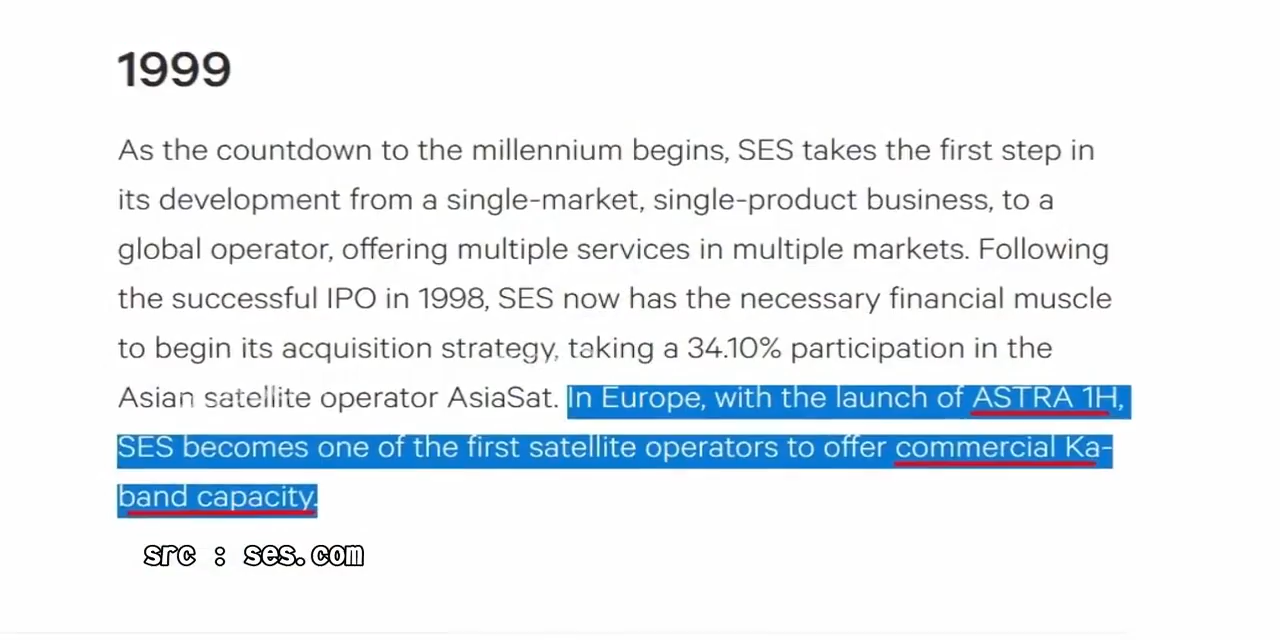 1999
As the countdown to the millennium begins, SES takes the first step in
its development from a single-market, single-product business, to a
global operator, offering multiple services in multiple markets. Following
the successful IPO in 1998, SES now has the necessary financial muscle
to begin its acquisition strategy, taking a 34.10% participation in the
Asian satellite operator AsiaSat. In Europe, with the launch of ASTRA 1H,
SES becomes one of the first satellite operators to offer commercial Ka-
band capacity.
src : ses.com